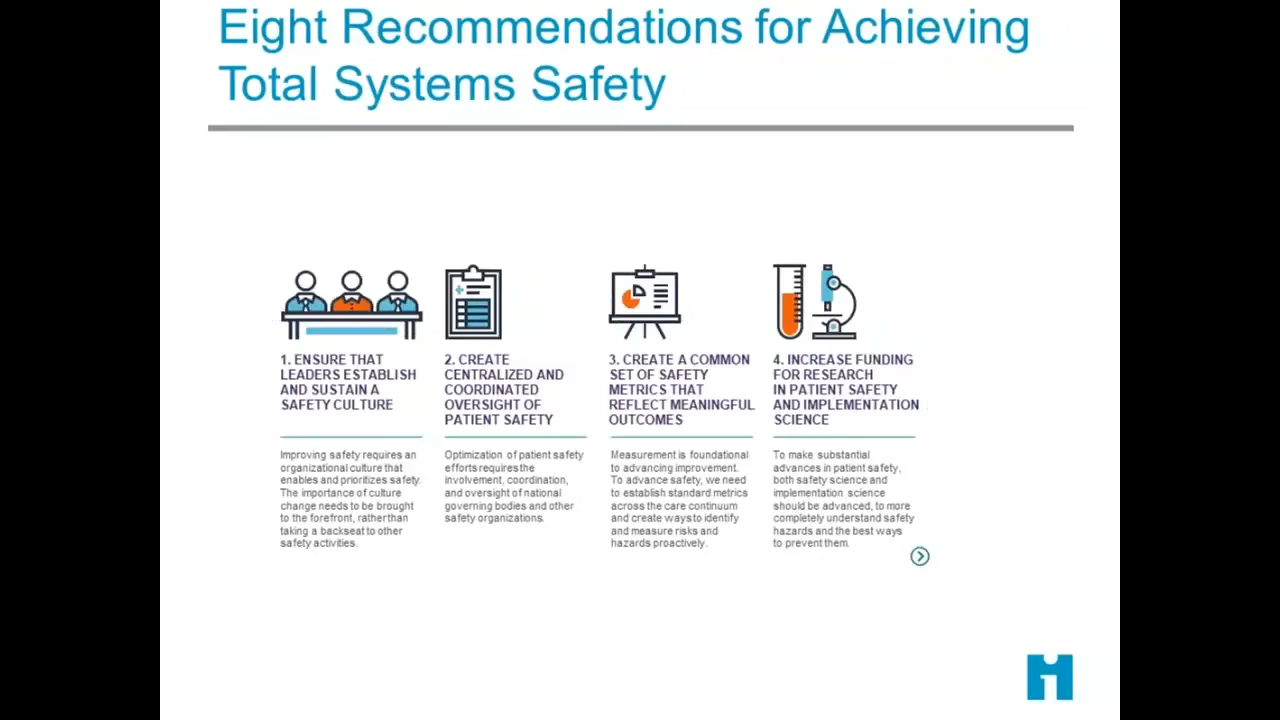 Eight Recommendations for Achieving
Total Systems Safety
1. ENSURE THAT
LEADERS ESTABLISH
AND SUSTAIN A
SAFETY CULTURE
Improving safety requires an
organizational culture that
enables and prioritizes safety.
The importance of culture
change needs to be brought
to the forefront, rather than
taking a backseat to other
safety activities.
2. CREATE
CENTRALIZED AND
COORDINATED
OVERSIGHT OF
PATIENT SAFETY
Optimization of patient safety
efforts requires the
involvement, coordination,
and oversight of national
governing bodies and other
safety organizations.
3. CREATE A COMMON
SET OF SAFETY
METRICS THAT
REFLECT MEANINGFUL
OUTCOMES
Measurement is foundational
to advancing improvement.
To advance safety, we need
to establish standard metrics
across the care continuum
and create ways to identify
and measure risks and
hazards proactively.
4. INCREASE FUNDING
FOR RESEARCH
IN PATIENT SAFETY
AND IMPLEMENTATION
SCIENCE
To make substantial
advances in patient safety,
both safety science and
implementation science
should be advanced, to more
completely understand safety
hazards and the best ways
to prevent them.